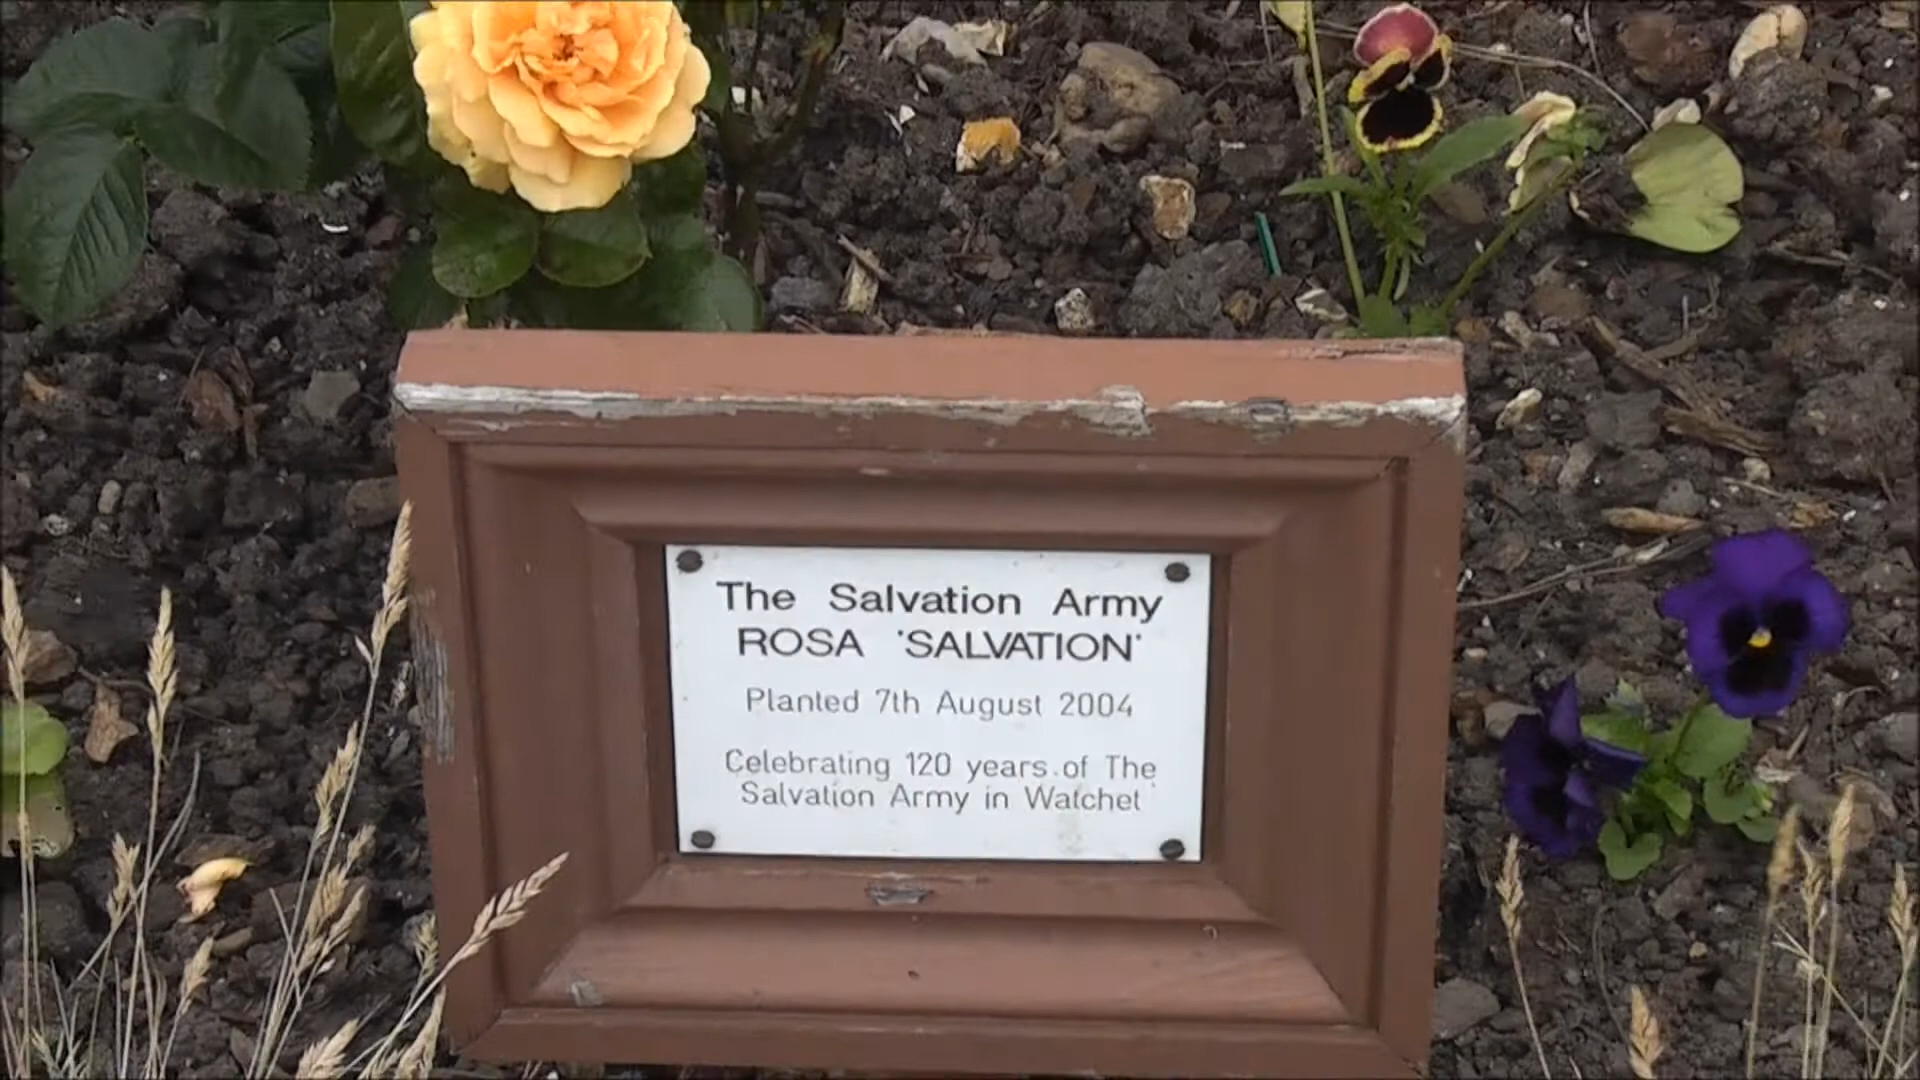 The Salvation Army
ROSA 'SALVATION'
Planted 7th August 2004
Celebrating 120 years of The
Salvation Army in Watchet